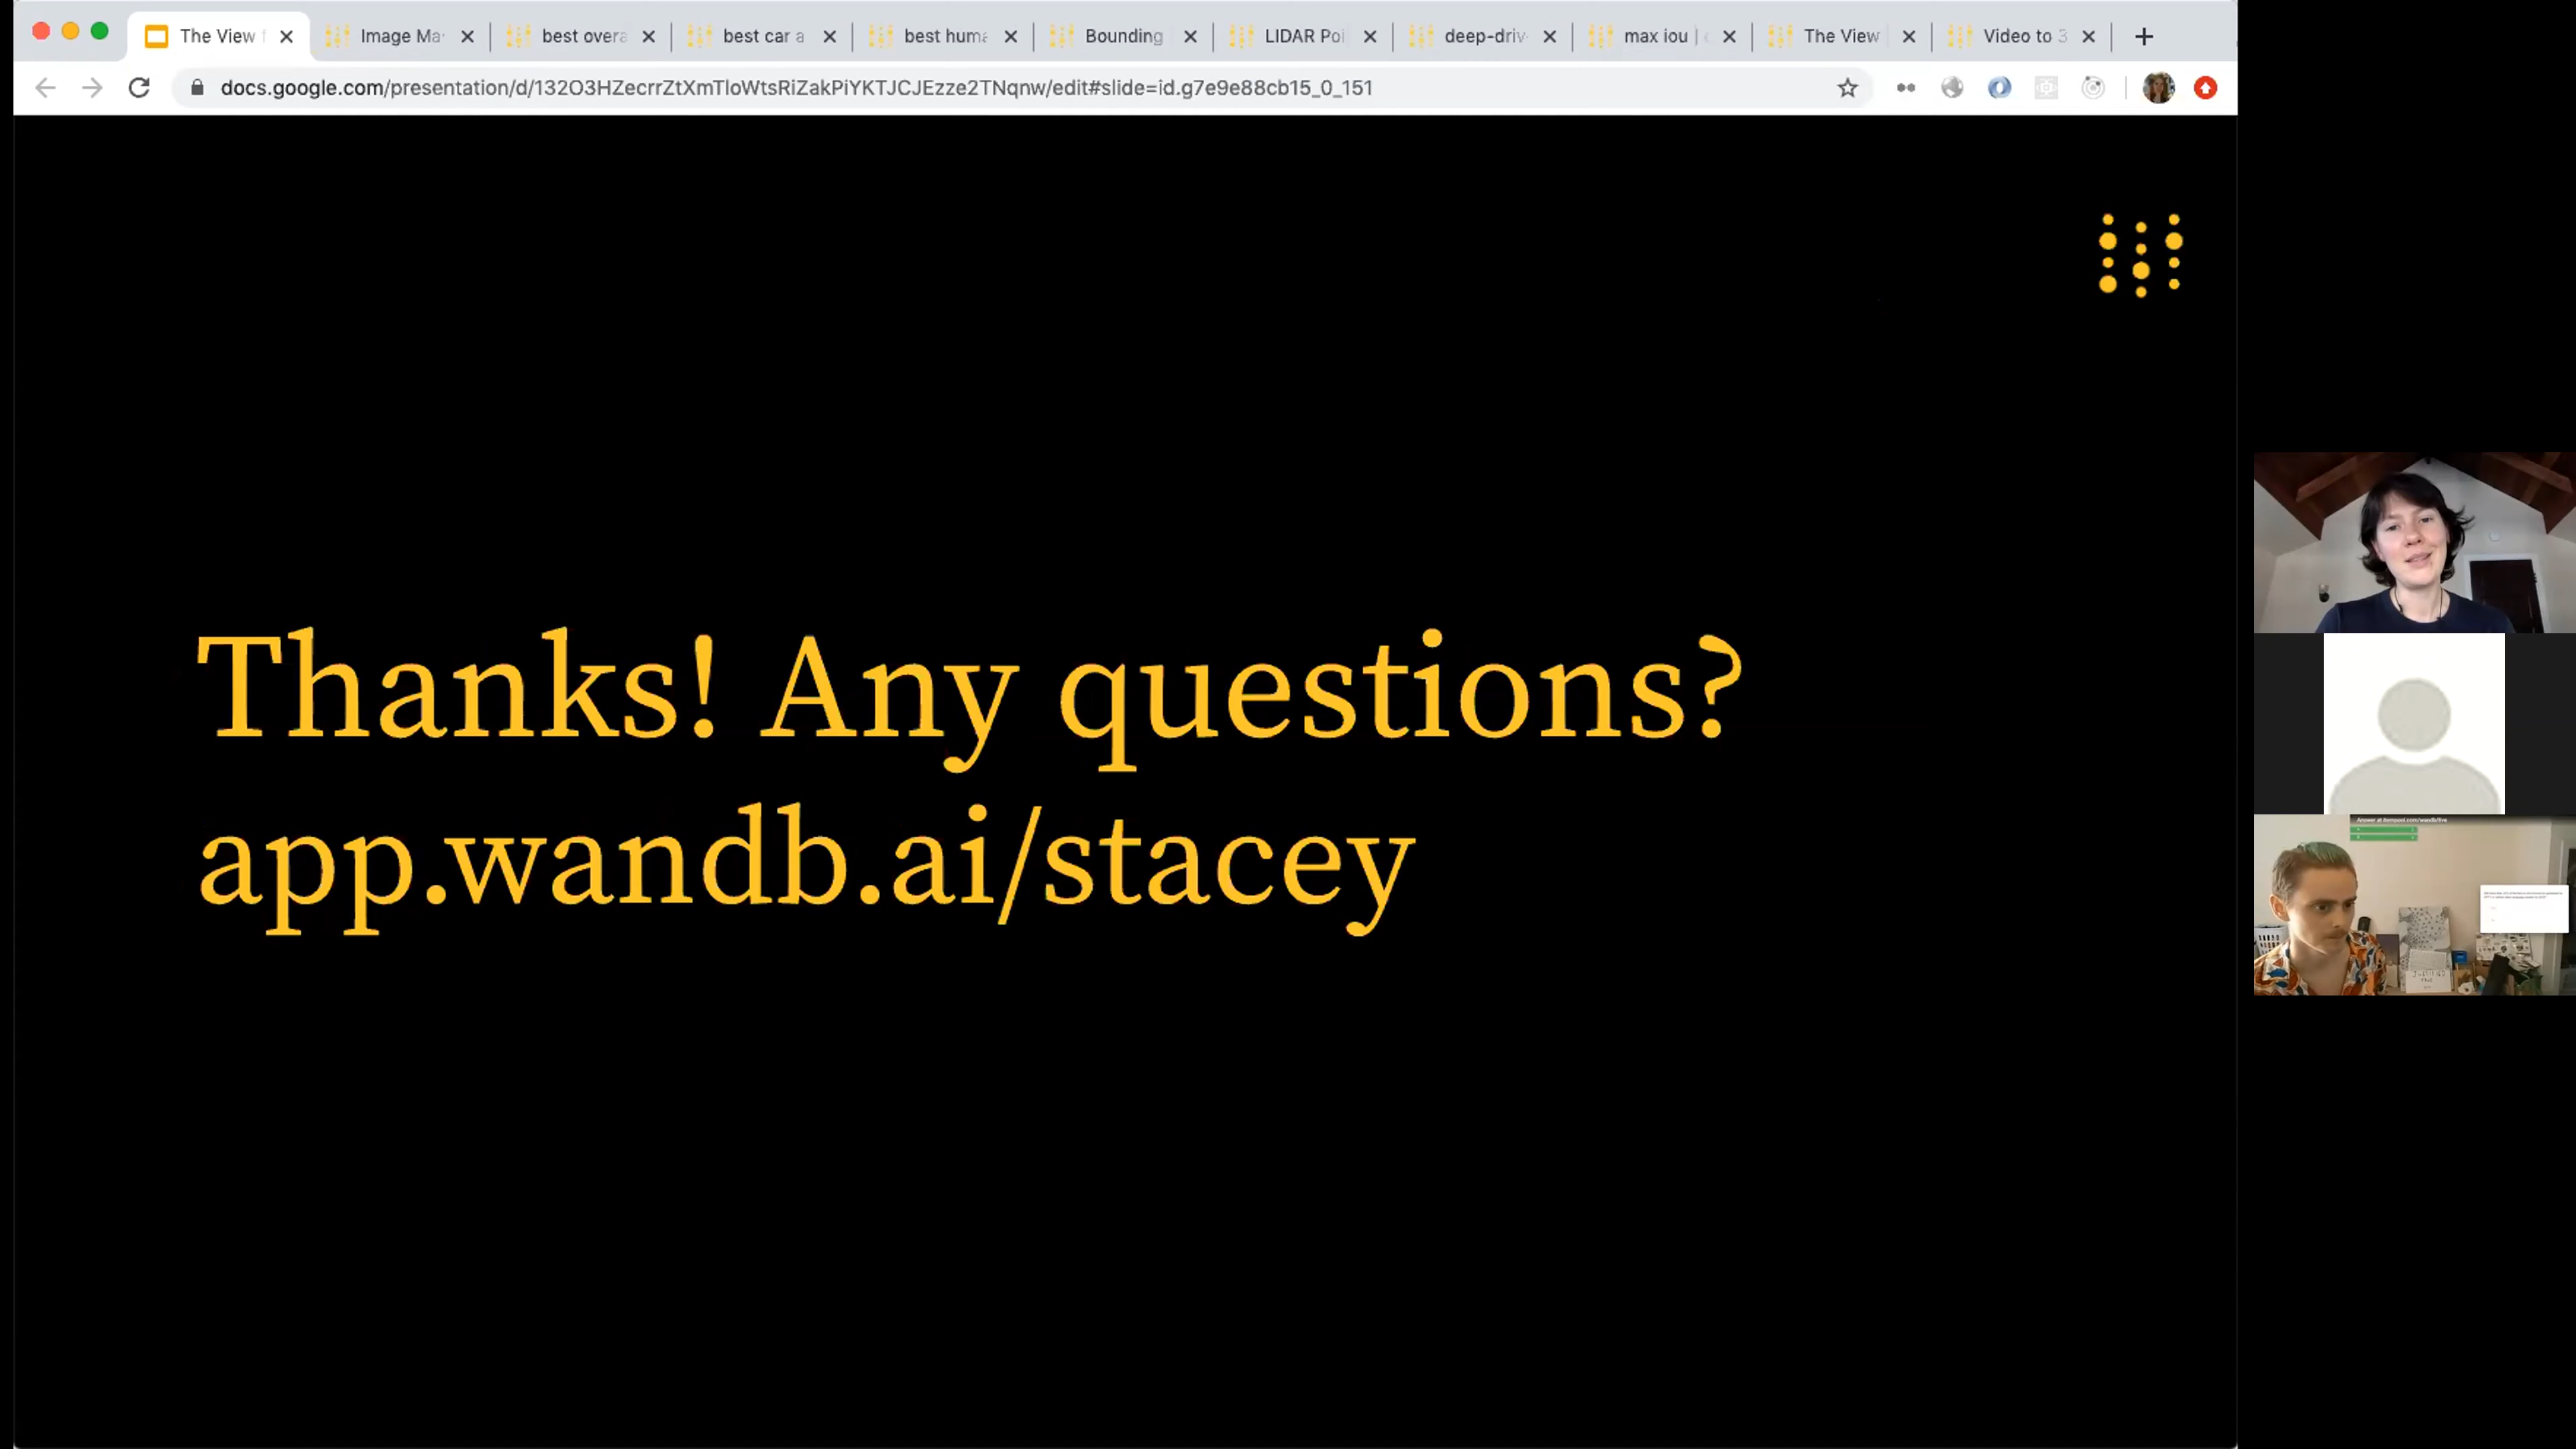 The View f
Image Ma
best overa
best car a
best huma
Bounding
LIDAR Poi
deep-driv
max iou |
The View
Video to 3
docs.google.com/presentation/d/132O3HZecrrZtXmTloWtsRiZakPiYKTJCJEzze2TNqnw/edit#slide=id.g7e9e88cb15_0_151
Thanks! Any questions?
app.wandb.ai/stacey